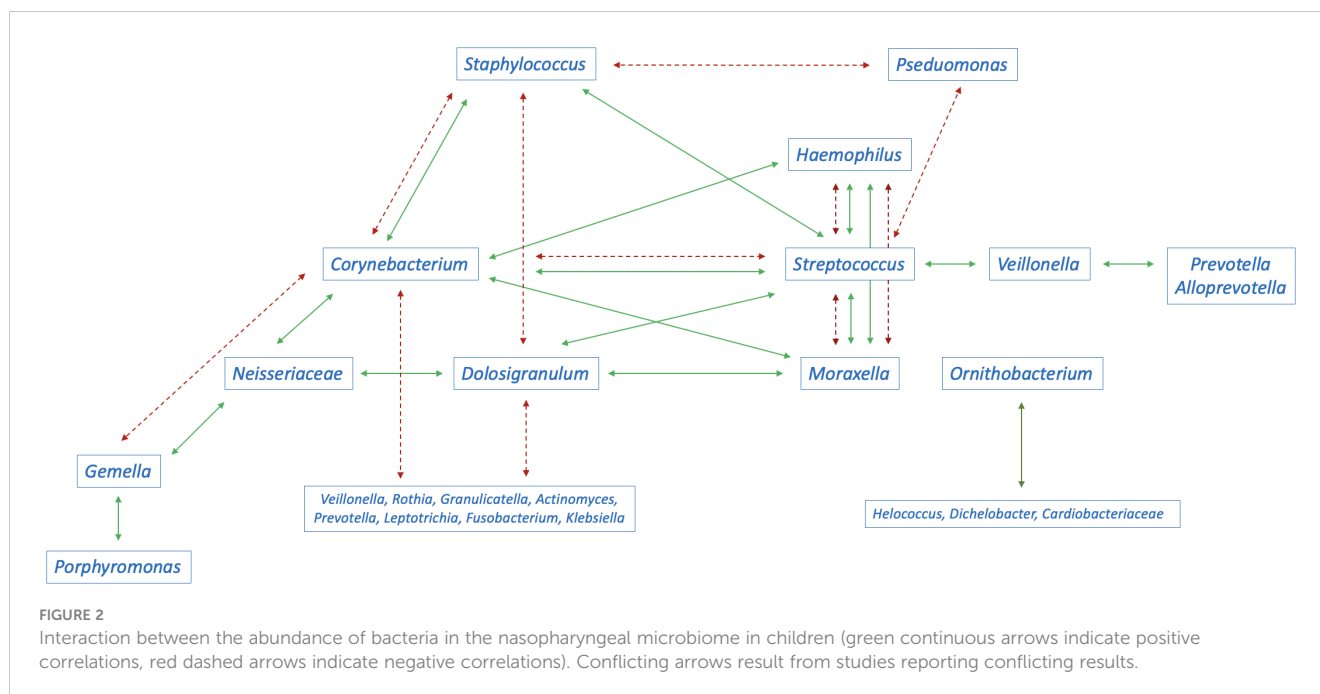 Staphylococcus
Pseduomonas
Haemophilus
Corynebacterium
Streptococcus
Veillonella
Prevotella
Alloprevotella
Neisseriaceae
Dolosigranulum
Moraxella
Ornithobacterium
Gemella
Veillonella, Rothia, Granulicatella, Actinomyces,
Prevotella, Leptotrichia, Fusobacterium, Klebsiella
Helococcus, Dichelobacter, Cardiobacteriaceae
Porphyromonas
FIGURE 2
Interaction between the abundance of bacteria in the nasopharyngeal microbiome in children (green continuous arrows indicate positive
correlations, red dashed arrows indicate negative correlations). Conflicting arrows result from studies reporting conflicting results.